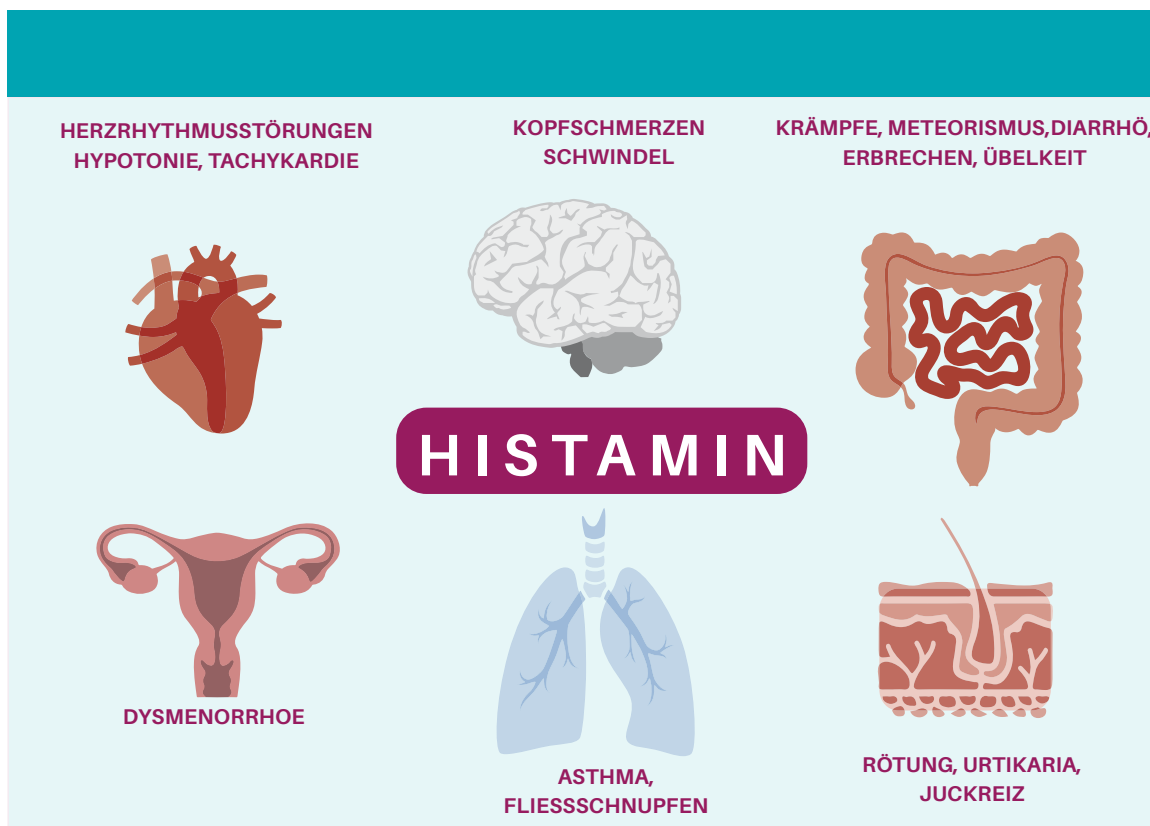 HERZRHYTHMUSSTÖRUNGEN
HYPOTONIE, TACHYKARDIE
KOPFSCHMERZEN
SCHWINDEL
KRÄMPFE, METEORISMUS,DIARRHÖ,
ERBRECHEN, ÜBELKEIT
HISTAMIN
DYSMENORRHOE
ASTHMA,
FLIESSSCHNUPFEN
RÖTUNG, URTIKARIA,
JUCKREIZ